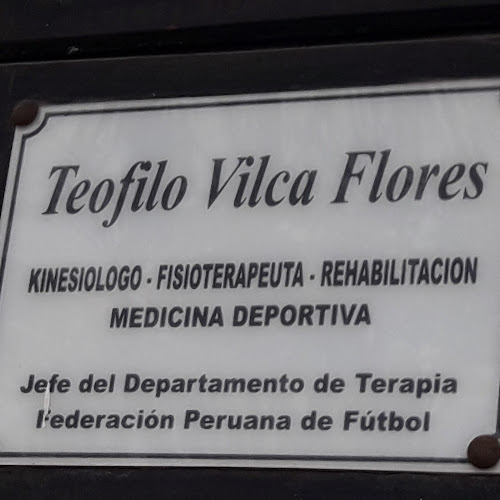 Teofilo Vilca Flores
KINESIOLOGO - FISIOTERAPEUTA - REHABILITACION
MEDICINA DEPORTIVA
Jefe del Departamento de Terapia
Federación Peruana de Fútbol